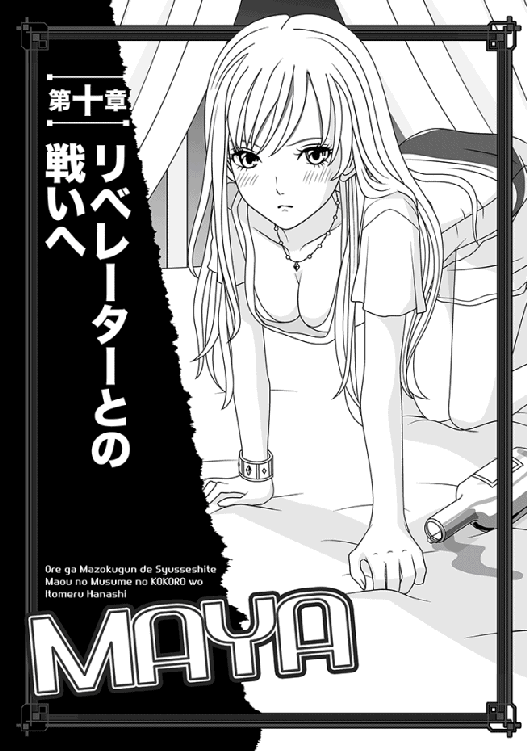 第十章
リベレーターとの
戦いへ
Ore ga Mazokugun de Syusseshite
Maou no Musume no KOKORO wo
Itomeru Hanashi
MAYA